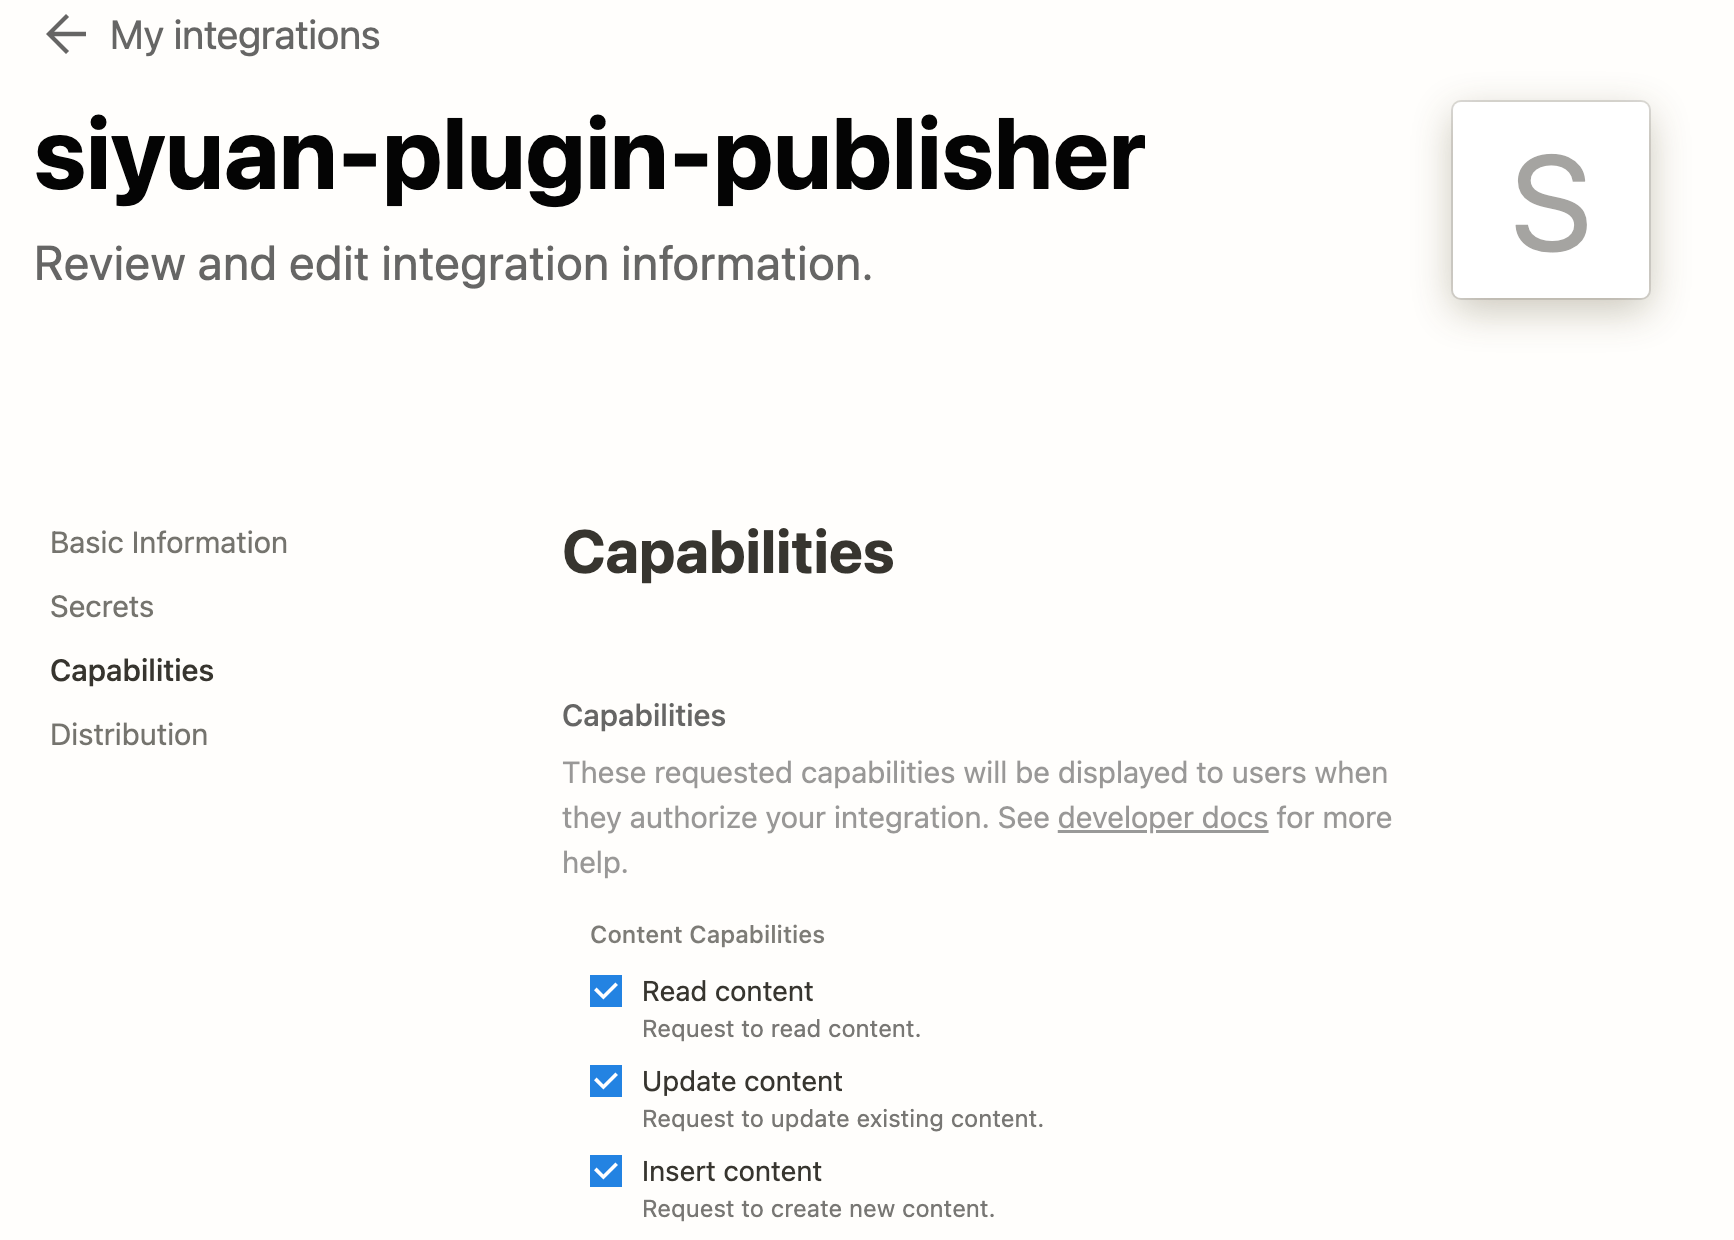 My integrations
siyuan-plugin-publisher
S
Review and edit integration information.
Basic Information
Secrets
Capabilities
Distribution
Capabilities
Capabilities
These requested capabilities will be displayed to users when
they authorize your integration. See developer docs for more
help.
Content Capabilities
Read content
Request to read content.
Update content
Request to update existing content.
Insert content
Request to create new content.